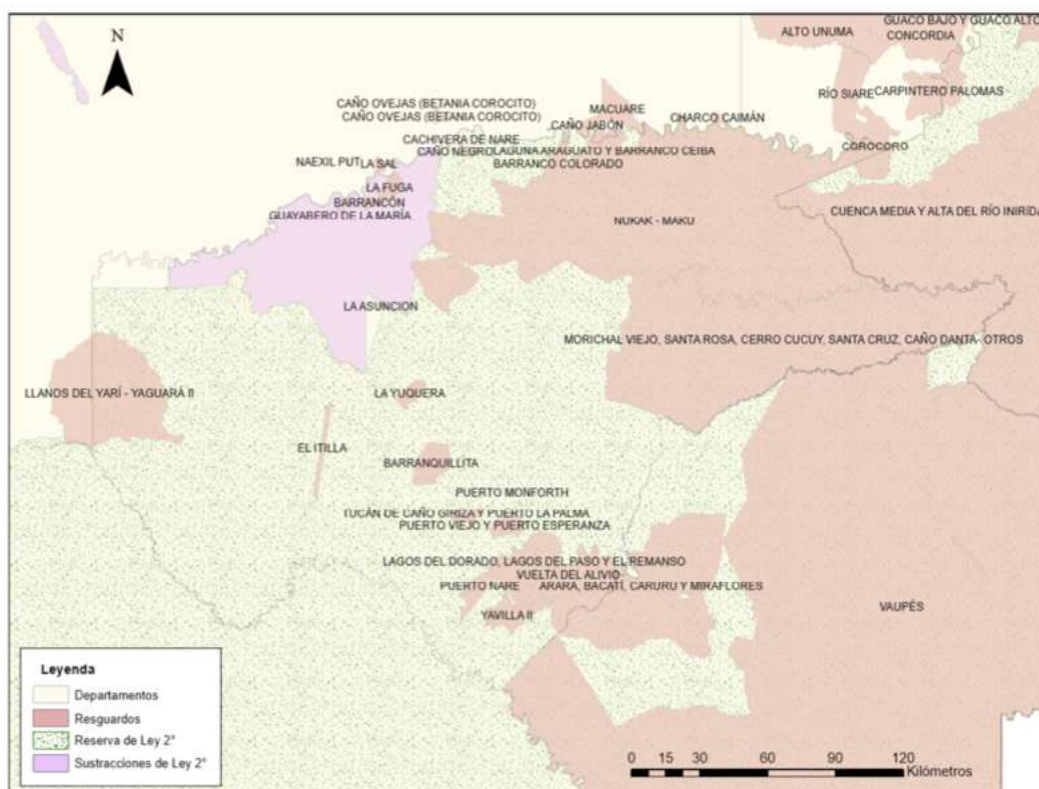 GUACO BAJO Y GUACO ALTO
N
ALTO UNUMA
CONCORDIA
RÍO SIARE
CARPINTERO PALOMAS
CAÑO OVEJAS (BETANIA COROCITO)
MACUARE
CAÑO OVEJAS (BETANIA COROCITO)
CAÑO JABÓN
CHARCO CAIMÁN
CACHIVERA DE NARE
COROCORO
CAÑO NEGRO
LAGUNA ARAGUATO Y BARRANCO CEIBA
NAEXIL PUT
LA SAL
BARRANCO COLORADO
LA FUGA
BARRANCÓN
GUAYABERO DE LA MARÍA
NUKAK - MAKU
CUENCA MEDIA Y ALTA DEL RÍO INIRIDA
LA ASUNCION
MORICHAL VIEJO, SANTA ROSA, CERRO CUCUY, SANTA CRUZ, CAÑO DANTA- OTROS
LLANOS DEL YARÍ - YAGUARÁ II
LA YUQUERA
EL ITILLA
BARRANQUILLITA
PUERTO MONFORTH
TUCÁN DE CAÑO GIRIZA Y PUERTO LA PALMA
PUERTO VIEJO Y PUERTO ESPERANZA
LAGOS DEL DORADO, LAGOS DEL PASO Y EL REMANSO
VUELTA DEL ALIVIO
PUERTO NARE
ARARA, BACATÍ, CARURU Y MIRAFLORES
VAUPÉS
YAVILLA II
Leyenda
Departamentos
Resguardos
Reserva de Ley 2°
Sustracciones de Ley 2°
0 15 30 60 90 120
Kilómetros